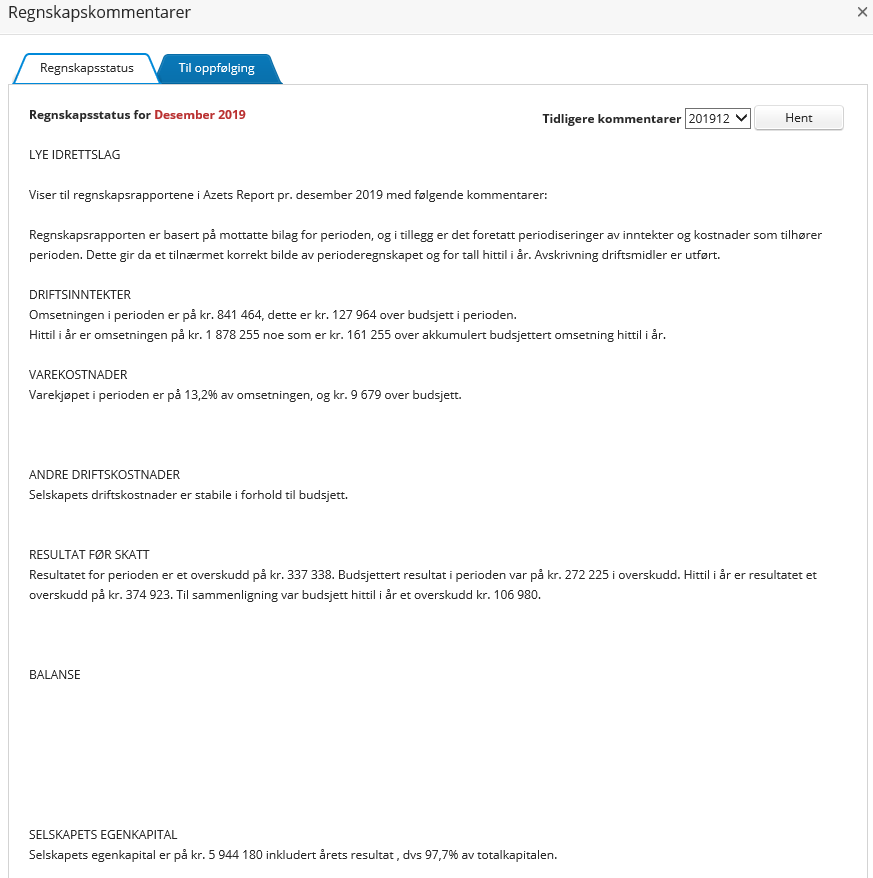 Regnskapskommentarer
Regnskapsstatus
Til oppfølging
Regnskapsstatus for Desember 2019
Tidligere kommentarer 201912 Hent
LYE IDRETTSLAG
Viser til regnskapsrapportene i Azets Report pr. desember 2019 med følgende kommentarer:
Regnskapsrapporten er basert på mottatte bilag for perioden, og i tillegg er det foretatt periodiseringer av inntekter og kostnader som tilhører
perioden. Dette gir da et tilnærmet korrekt bilde av perioderegnskapet og for tall hittil i år. Avskrivning driftsmidler er utført.
DRIFTSINNTEKTER
Omsetningen i perioden er på kr. 841 464, dette er kr. 127 964 over budsjett i perioden.
Hittil i år er omsetningen på kr. 1 878 255 noe som er kr. 161 255 over akkumulert budsjettert omsetning hittil i år.
VAREKOSTNADER
Varekjøpet i perioden er på 13,2% av omsetningen, og kr. 9 679 over budsjett.
ANDRE DRIFTSKOSTNADER
Selskapets driftskostnader er stabile i forhold til budsjett.
RESULTAT FØR SKATT
Resultatet for perioden er et overskudd på kr. 337 338. Budsjettert resultat i perioden var på kr. 272 225 i overskudd. Hittil i år er resultatet et
overskudd på kr. 374 923. Til sammenligning var budsjett hittil i år et overskudd kr. 106 980.
BALANSE
SELSKAPETS EGENKAPITAL
Selskapets egenkapital er på kr. 5 944 180 inkludert årets resultat , dvs 97,7% av totalkapitalen.